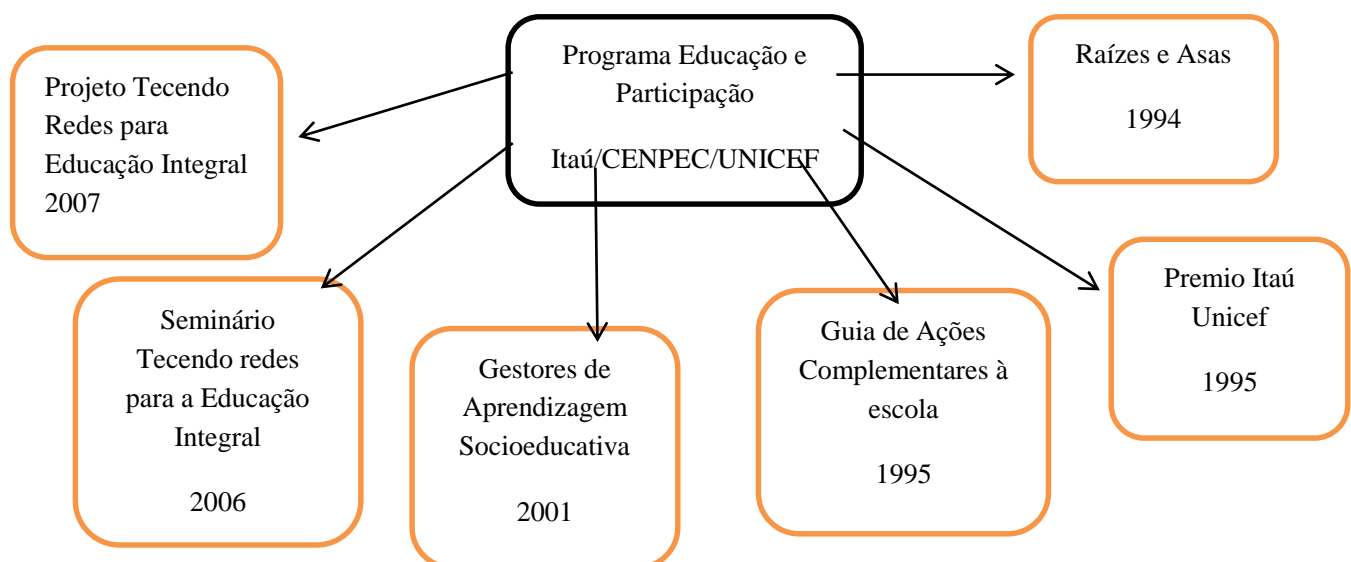 Programa Educação e
Participação
Itaú/CENPEC/UNICEF
Raízes e Asas
1994
Projeto Tecendo
Redes para
Educação Integral
2007
Premio Itaú
Unicef
1995
Seminário
Tecendo redes
para a Educação
Integral
2006
Gestores de
Aprendizagem
Socioeducativa
2001
Guia de Ações
Complementares à
escola
1995